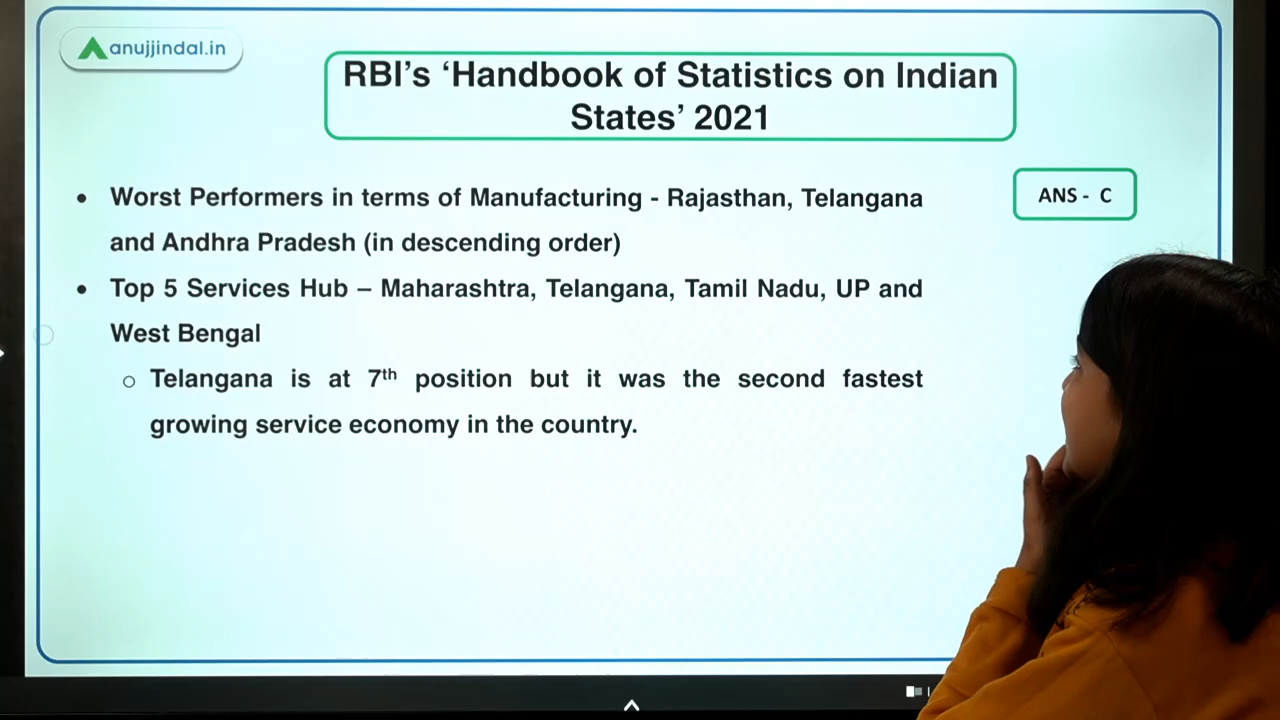 anujjindal.in
RBI's 'Handbook of Statistics on Indian
States' 2021
ANS - C
• Worst Performers in terms of Manufacturing - Rajasthan, Telangana
and Andhra Pradesh (in descending order)
• Top 5 Services Hub – Maharashtra, Telangana, Tamil Nadu, UP and
West Bengal
○ Telangana is at 7th position but it was the second fastest
growing service economy in the country.